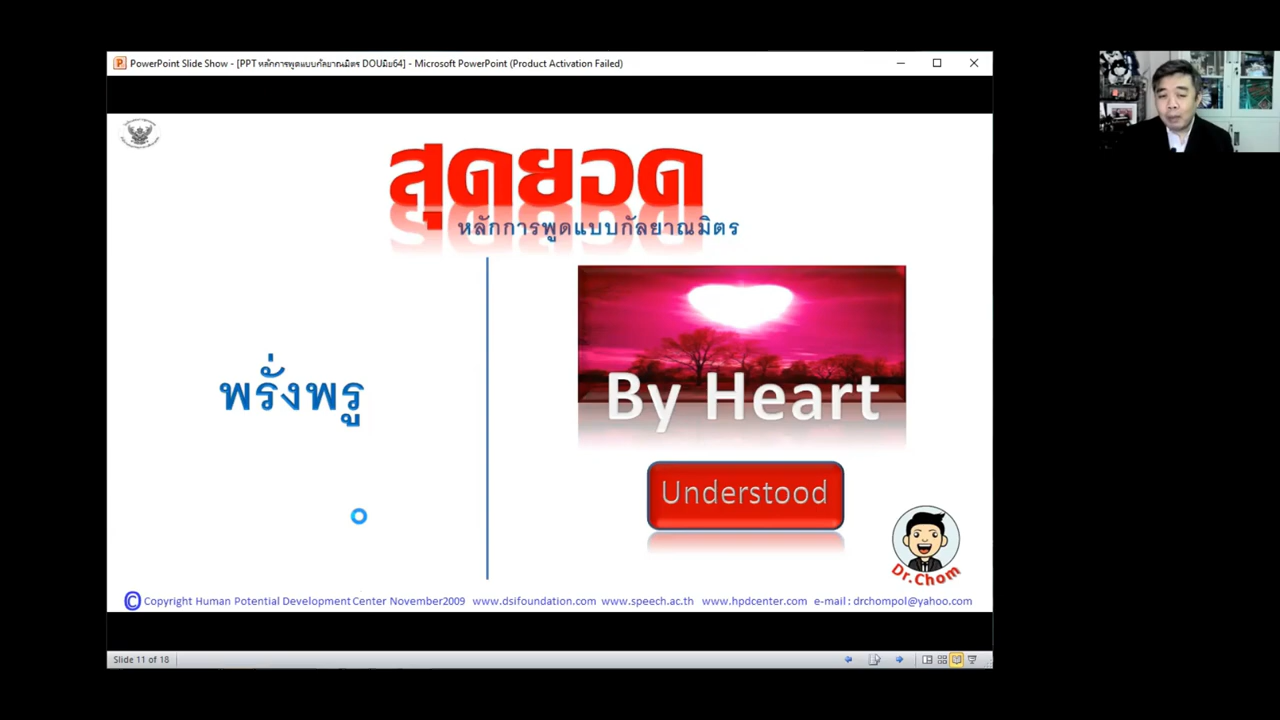 PowerPoint Slide Show - [PPT หลักการพูดแบบกัลยาณมิตร DOUมิย64] - Microsoft PowerPoint (Product Activation Failed)
สุดยอด
หลักการพูดแบบกัลยาณมิตร
พรั่งพรู
By Heart
Understood
Dr.Chom
© Copyright Human Potential Development Center November2009 www.dsifoundation.com www.speech.ac.th www.hpdcenter.com e-mail : drchompol@yahoo.com
Slide 11 of 18